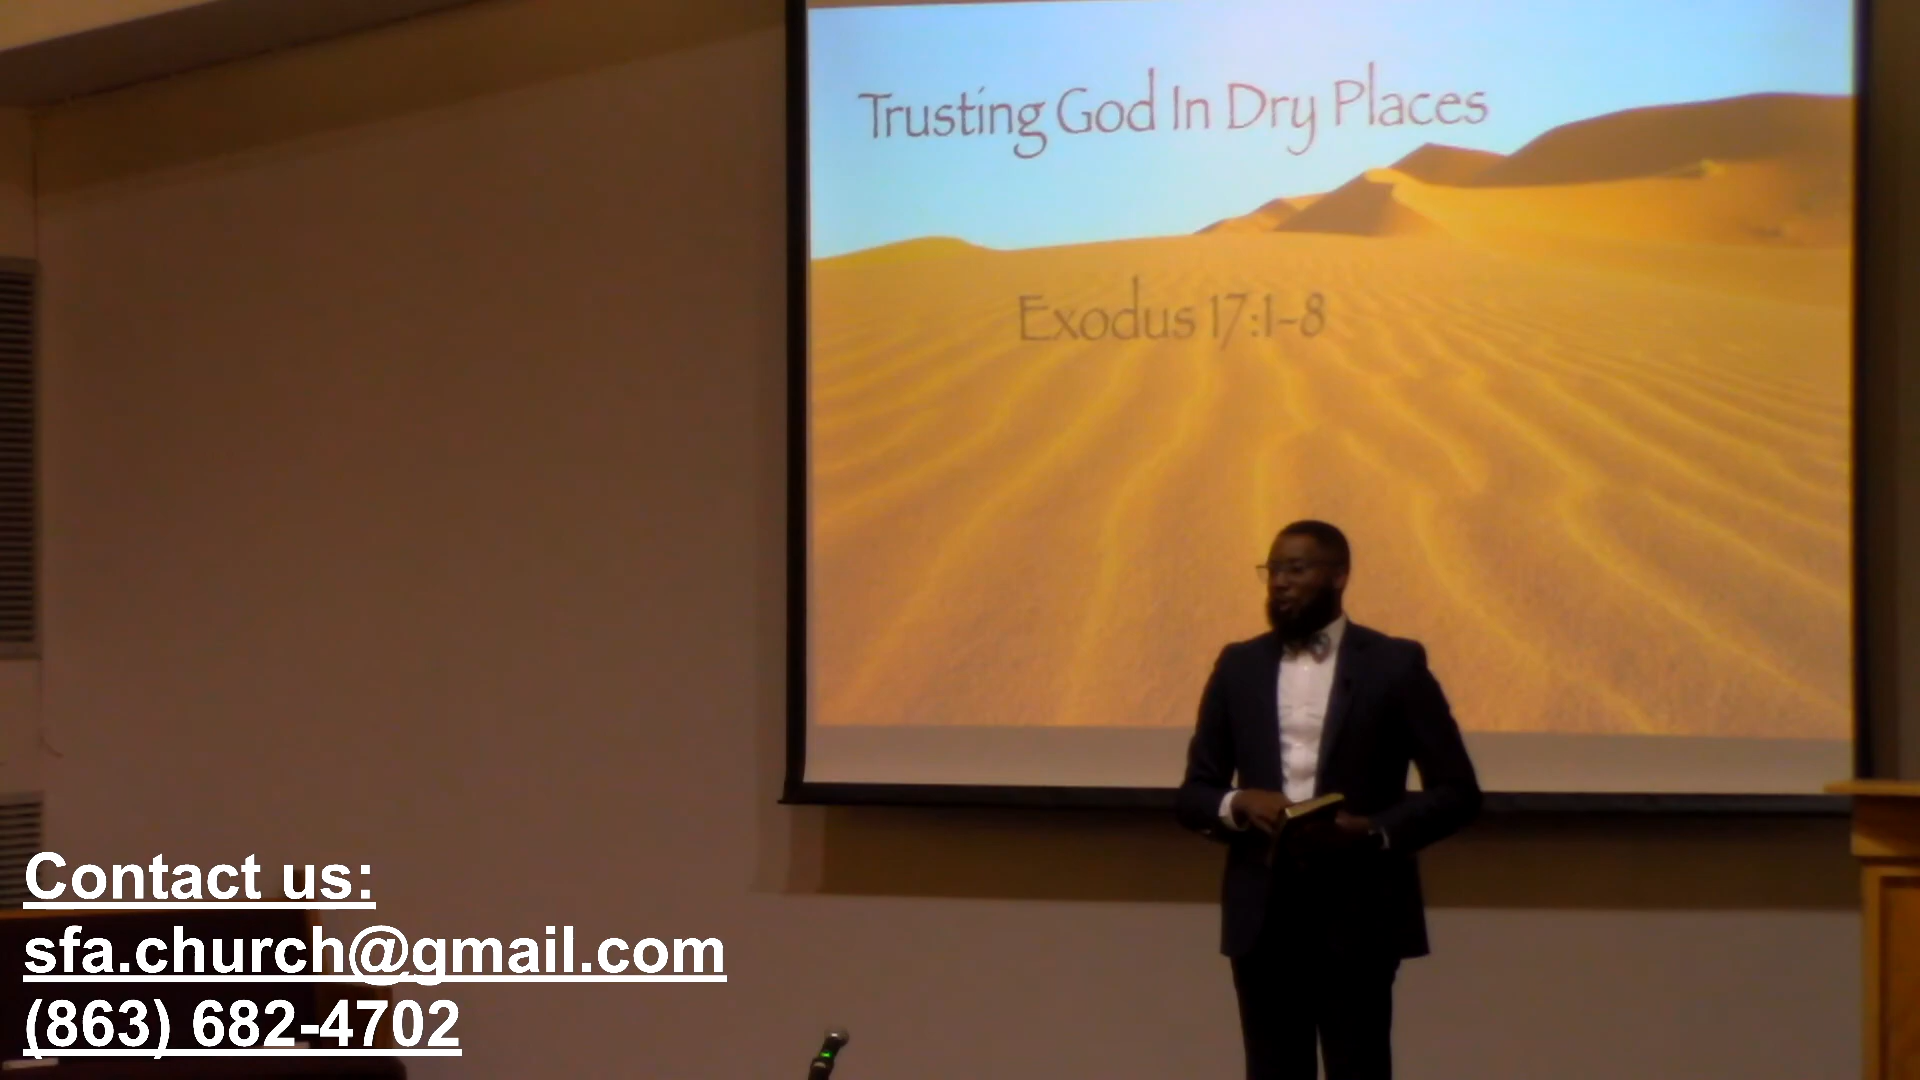 Trusting God In Dry Places
Exodus 17:1-8
Contact us:
sfa.church@gmail.com
(863) 682-4702